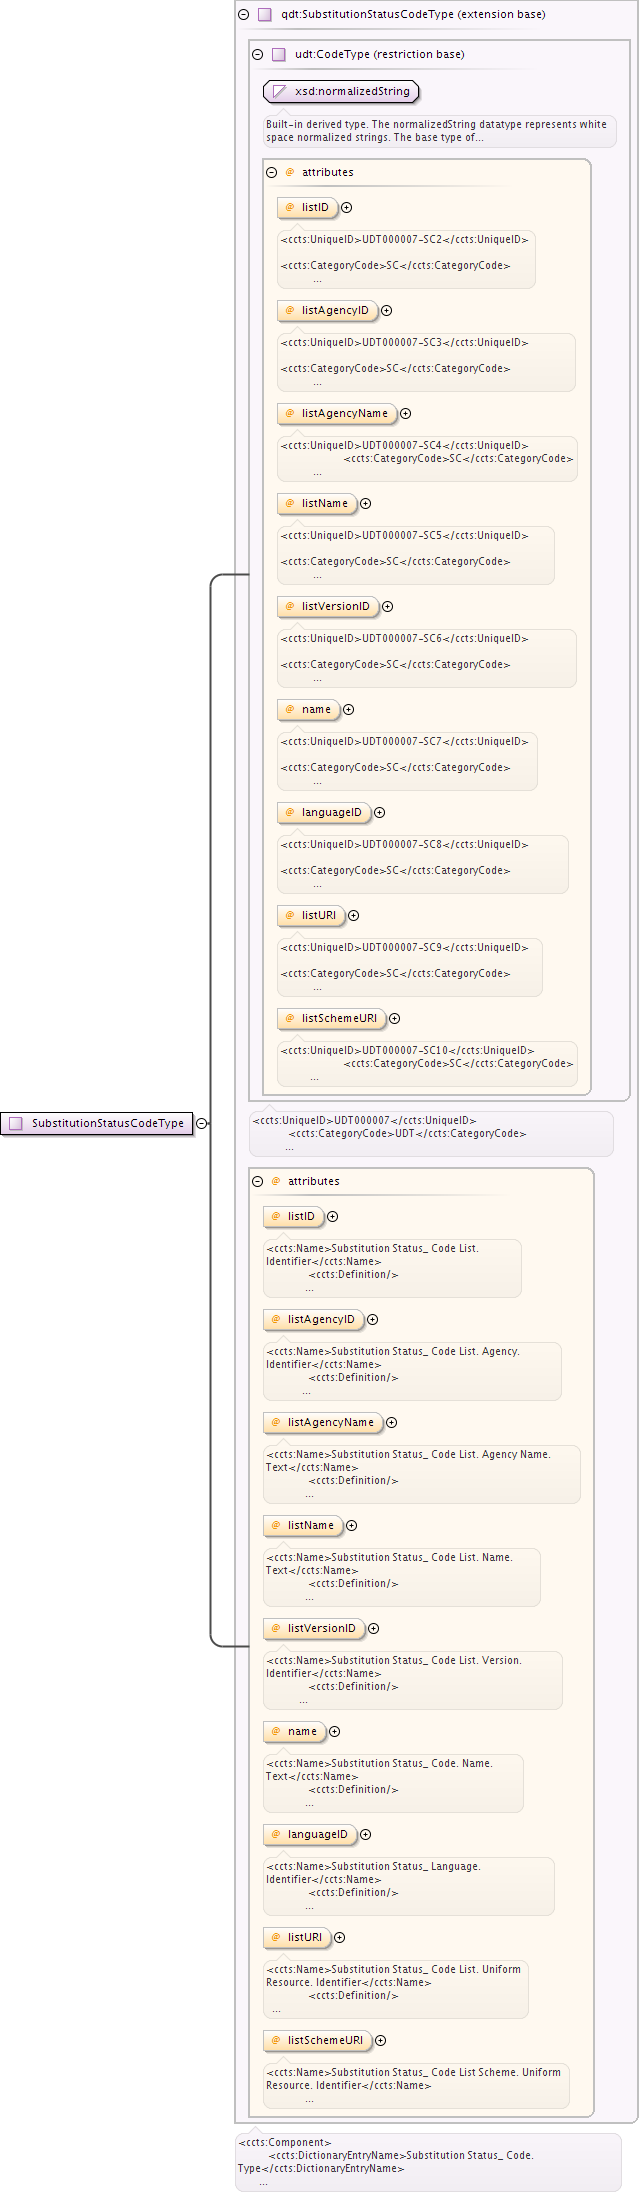 qdt:SubstitutionStatusCodeType (extension base)
udt:CodeType (restriction base)
xsd:normalizedString
Built-in derived type. The normalizedString datatype represents white
space normalized strings. The base type of...
@ attributes
@ listID
<ccts:UniqueID>UDT000007-SC2</ccts:UniqueID>
<ccts:CategoryCode>SC</ccts:CategoryCode>
...
@ listAgencyID
<ccts:UniqueID>UDT000007-SC3</ccts:UniqueID>
<ccts:CategoryCode>SC</ccts:CategoryCode>
...
@ listAgencyName
<ccts:UniqueID>UDT000007-SC4</ccts:UniqueID>
<ccts:CategoryCode>SC</ccts:CategoryCode>
...
@ listName
<ccts:UniqueID>UDT000007-SC5</ccts:UniqueID>
<ccts:CategoryCode>SC</ccts:CategoryCode>
...
@ listVersionID
<ccts:UniqueID>UDT000007-SC6</ccts:UniqueID>
<ccts:CategoryCode>SC</ccts:CategoryCode>
...
@ name
<ccts:UniqueID>UDT000007-SC7</ccts:UniqueID>
<ccts:CategoryCode>SC</ccts:CategoryCode>
...
@ languageID
<ccts:UniqueID>UDT000007-SC8</ccts:UniqueID>
<ccts:CategoryCode>SC</ccts:CategoryCode>
...
@ listURI
<ccts:UniqueID>UDT000007-SC9</ccts:UniqueID>
<ccts:CategoryCode>SC</ccts:CategoryCode>
...
@ listSchemeURI
<ccts:UniqueID>UDT000007-SC10</ccts:UniqueID>
<ccts:CategoryCode>SC</ccts:CategoryCode>
...
SubstitutionStatusCodeType
<ccts:UniqueID>UDT000007</ccts:UniqueID>
<ccts:CategoryCode>UDT</ccts:CategoryCode>
...
@ attributes
@ listID
<ccts:Name>Substitution Status_ Code List.
Identifier</ccts:Name>
<ccts:Definition/>
...
@ listAgencyID
<ccts:Name>Substitution Status_ Code List. Agency.
Identifier</ccts:Name>
<ccts:Definition/>
...
@ listAgencyName
<ccts:Name>Substitution Status_ Code List. Agency Name.
Text</ccts:Name>
<ccts:Definition/>
...
@ listName
<ccts:Name>Substitution Status_ Code List. Name.
Text</ccts:Name>
<ccts:Definition/>
...
@ listVersionID
<ccts:Name>Substitution Status_ Code List. Version.
Identifier</ccts:Name>
<ccts:Definition/>
...
@ name
<ccts:Name>Substitution Status_ Code. Name.
Text</ccts:Name>
<ccts:Definition/>
...
@ languageID
<ccts:Name>Substitution Status_ Language.
Identifier</ccts:Name>
<ccts:Definition/>
...
@ listURI
<ccts:Name>Substitution Status_ Code List. Uniform
Resource. Identifier</ccts:Name>
<ccts:Definition/>
...
@ listSchemeURI
<ccts:Name>Substitution Status_ Code List Scheme. Uniform
Resource. Identifier</ccts:Name>
...
<ccts:Component>
<ccts:DictionaryEntryName>Substitution Status_ Code.
Type</ccts:DictionaryEntryName>
...